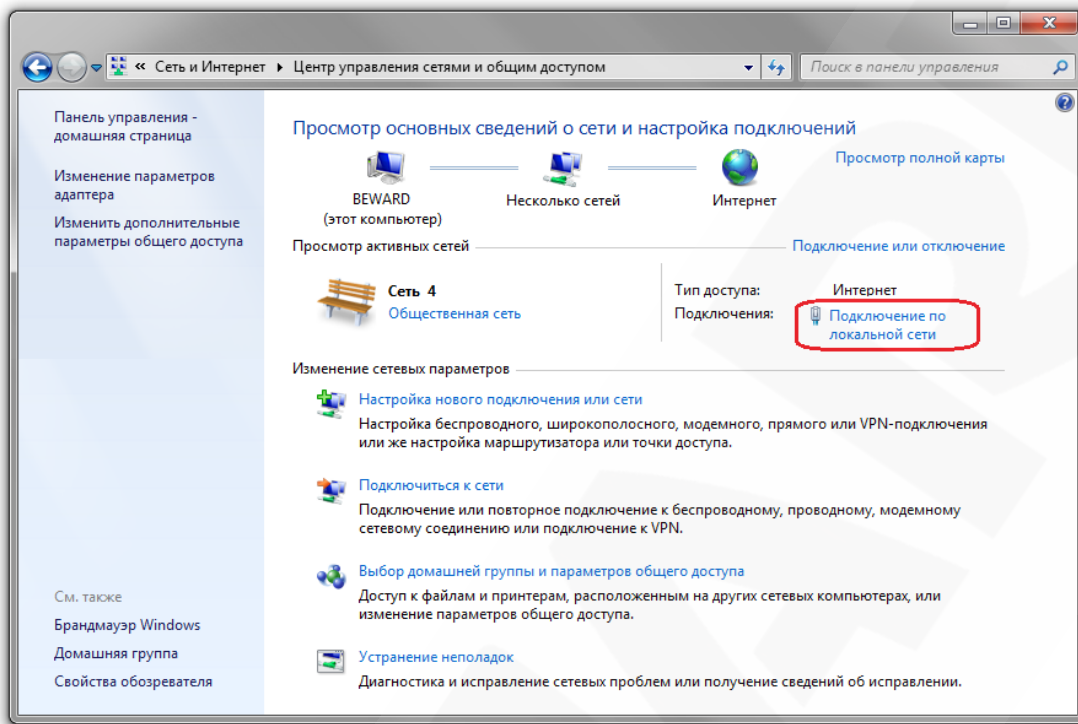 « Сеть и Интернет ▸ Центр управления сетями и общим доступом
Поиск в панели управления
Панель управления -
домашняя страница
Изменение параметров
адаптера
Изменить дополнительные
параметры общего доступа
Просмотр основных сведений о сети и настройка подключений
Просмотр полной карты
BEWARD
(этот компьютер)
Несколько сетей
Интернет
Просмотр активных сетей
Подключение или отключение
Сеть 4
Общественная сеть
Тип доступа: Интернет
Подключения: Подключение по
локальной сети
Изменение сетевых параметров
Настройка нового подключения или сети
Настройка беспроводного, широкополосного, модемного, прямого или VPN-подключения
или же настройка маршрутизатора или точки доступа.
Подключиться к сети
Подключение или повторное подключение к беспроводному, проводному, модемному
сетевому соединению или подключение к VPN.
Выбор домашней группы и параметров общего доступа
Доступ к файлам и принтерам, расположенным на других сетевых компьютерах, или
изменение параметров общего доступа.
Устранение неполадок
Диагностика и исправление сетевых проблем или получение сведений об исправлении.
См. также
Брандмауэр Windows
Домашняя группа
Свойства обозревателя